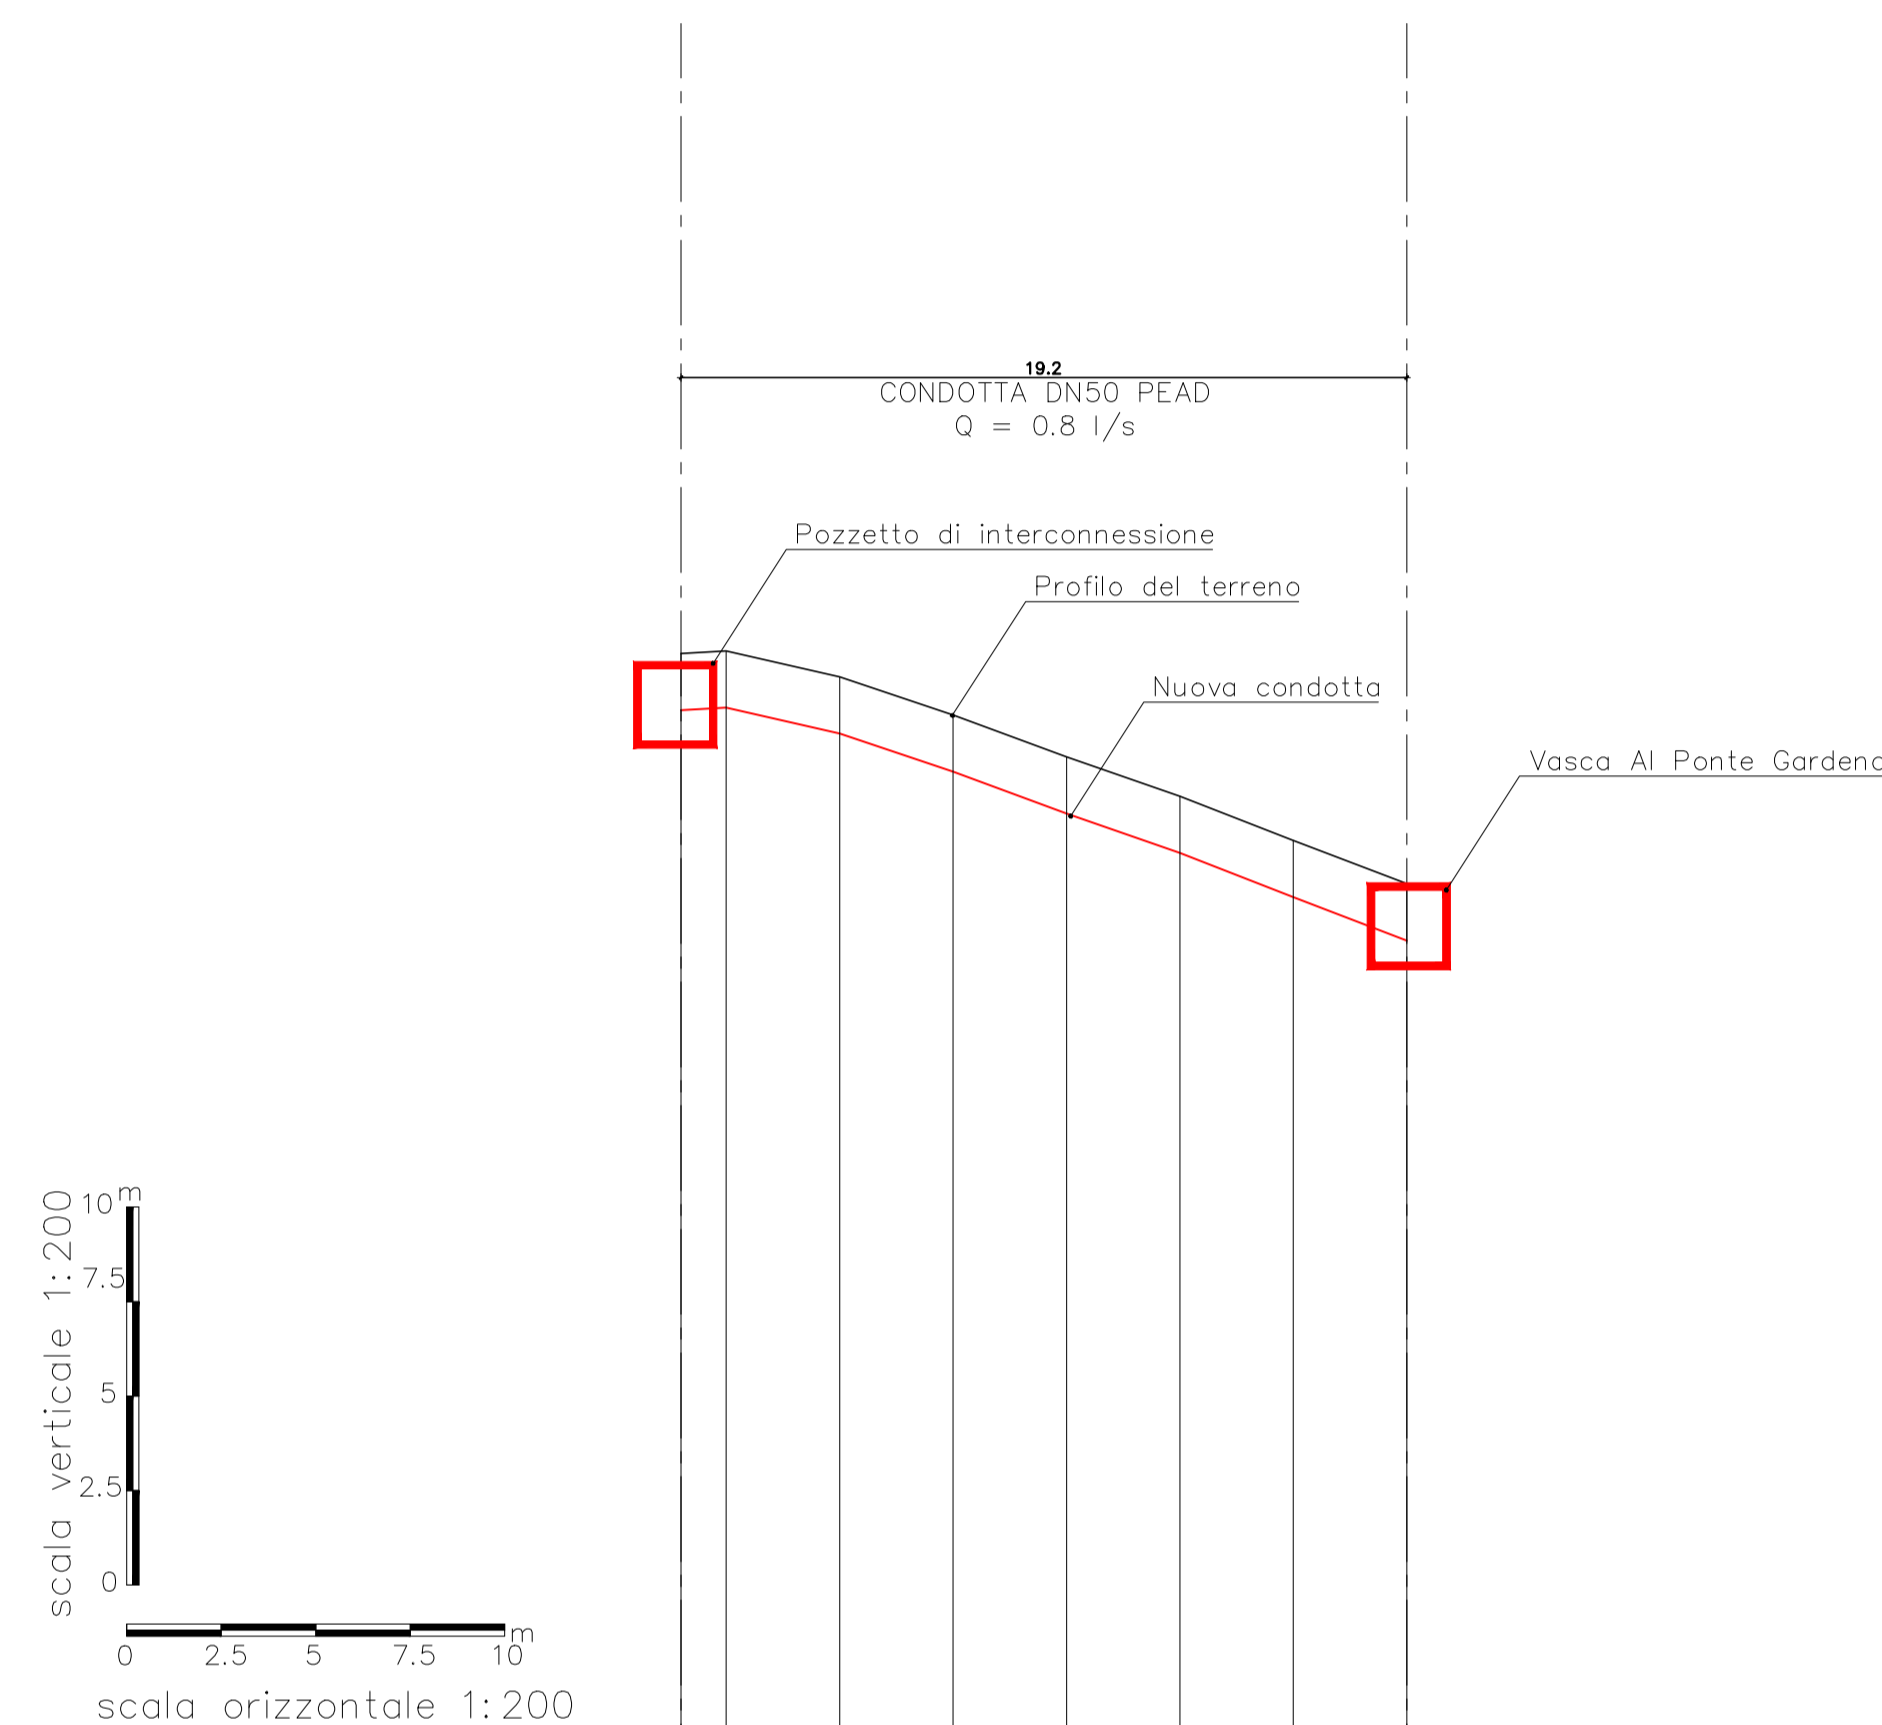 19.2
CONDOTTA DN50 PEAD
Q = 0.8 l/s
Pozzetto di interconnessione
Profilo del terreno
Nuova condotta
Vasca Al Ponte
scala verticale 1:200
10 m
7.5
5
2.5
0
0 2.5 5 7.5 10 m
scala orizzontale 1:200